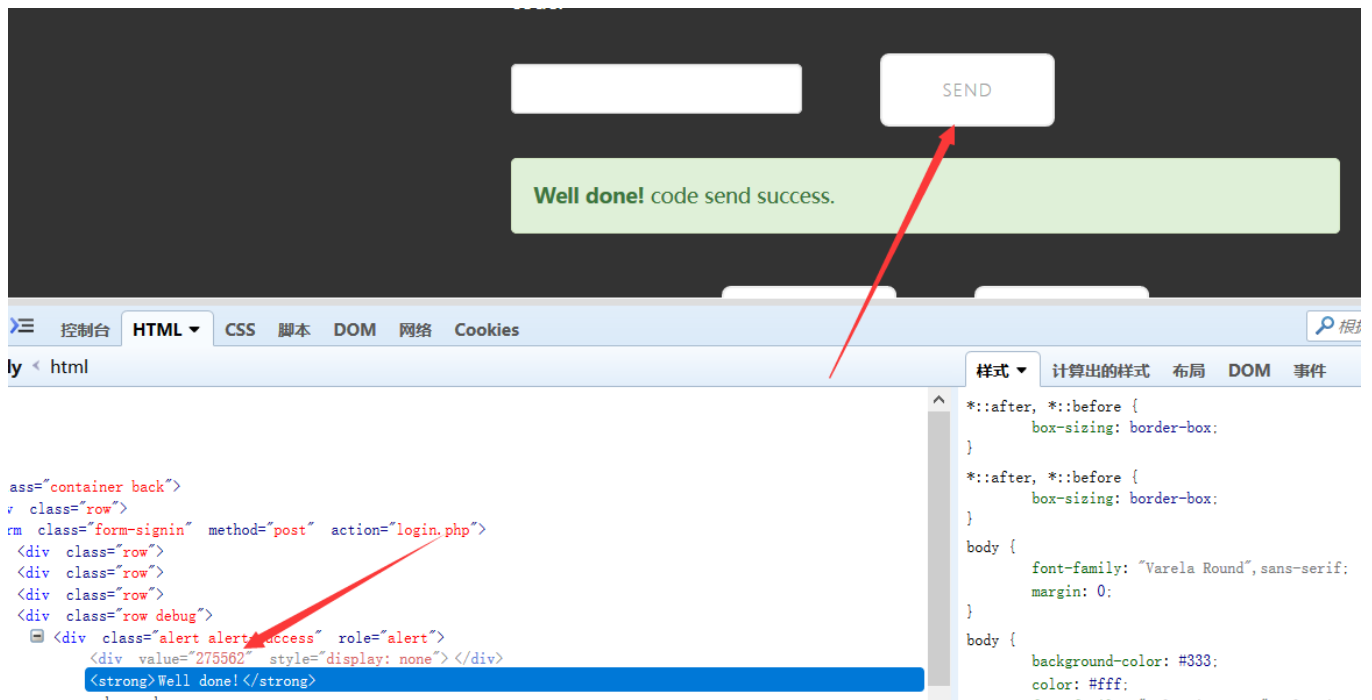 SEND
Well done! code send success.
控制台 HTML CSS 脚本 DOM 网络 Cookies
ly < html
样式 计算出的样式 布局 DOM 事件
ass="container back">
class="row">
rm class="form-signin" method="post" action="login.php">
<div class="row">
<div class="row">
<div class="row">
<div class="row debug">
<div class="alert alert-success" role="alert">
<div value="275562" style="display: none"> </div>
<strong>Well done!</strong>
*::after, *::before {
box-sizing: border-box;
}
*::after, *::before {
box-sizing: border-box;
}
body {
font-family: "Varela Round",sans-serif;
margin: 0;
}
body {
background-color: #333;
color: #fff;